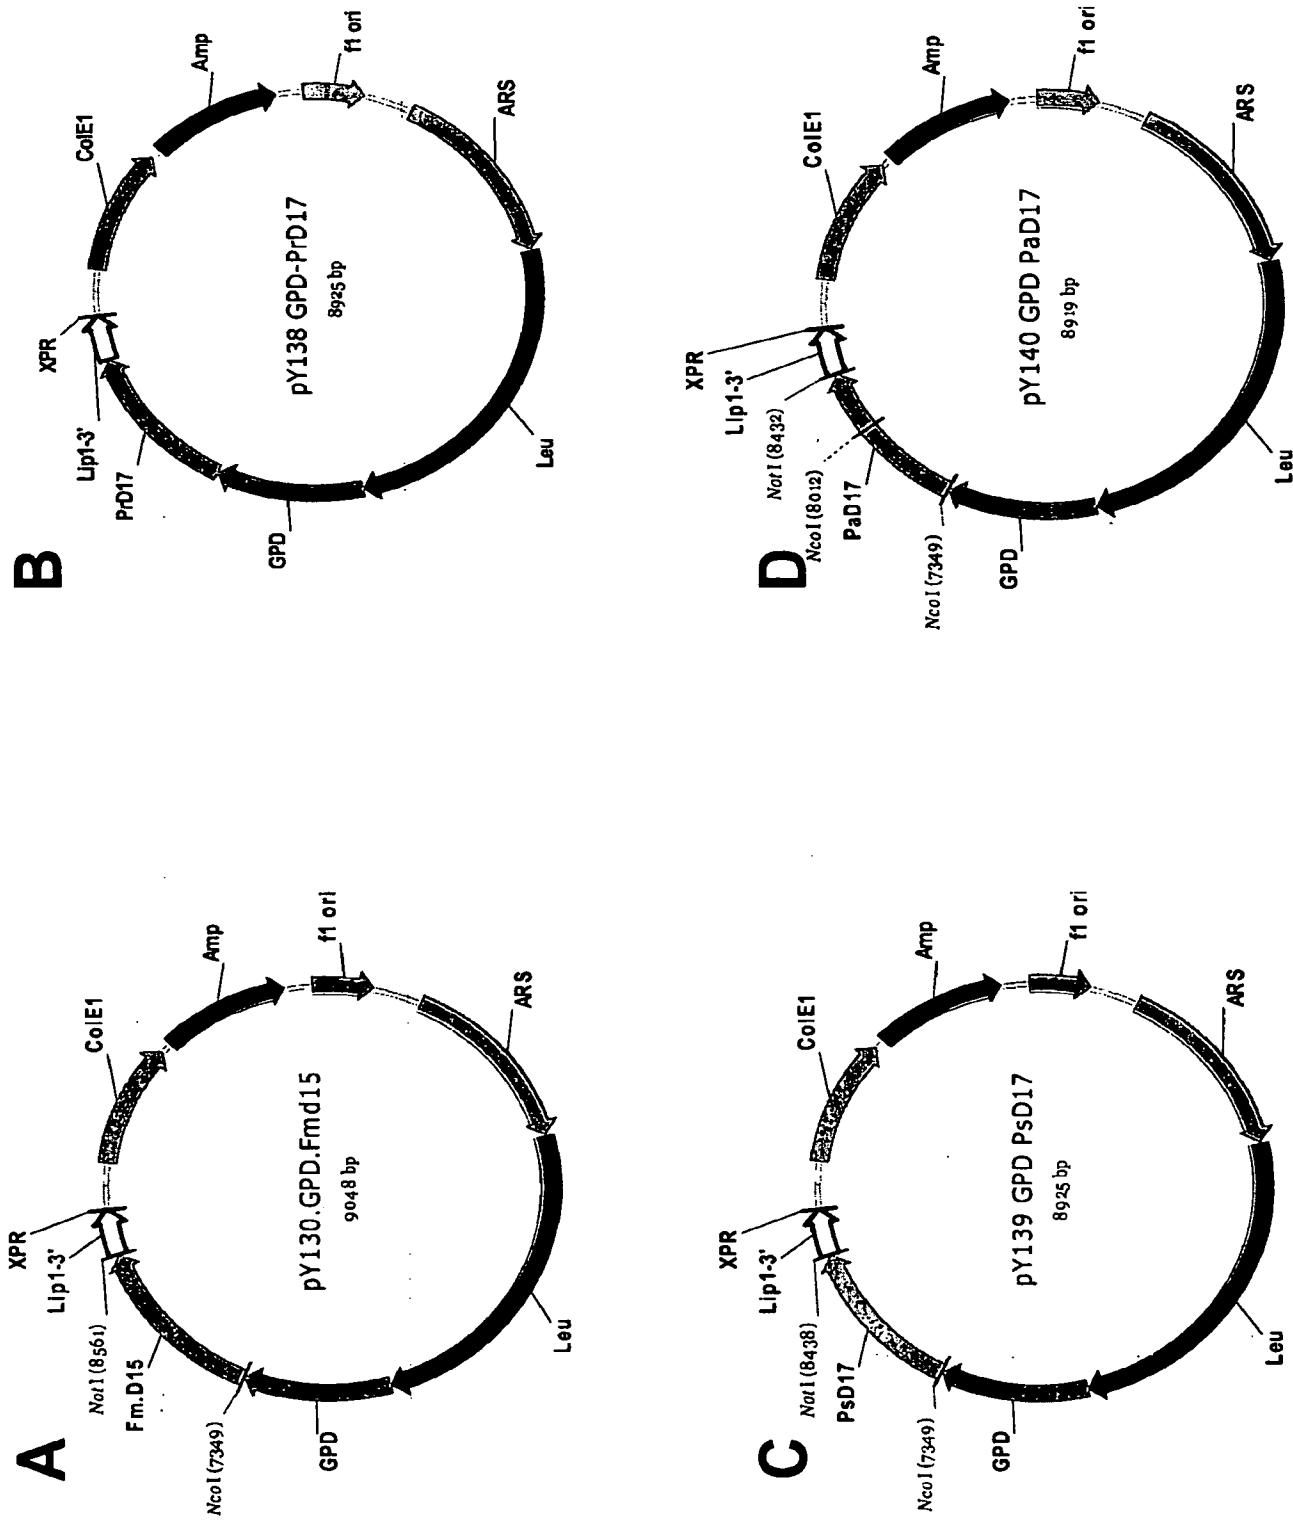 A
XPR
Lip1-3'
NotI (8561)
Fm.D15
NcoI (7349)
GPD
ColE1
Amp
f1 ori
ARS
Leu
pY130.GPD.Fmd15
9048 bp
B
XPR
Lip1-3'
PrD17
GPD
ColE1
Amp
f1 ori
ARS
Leu
pY138 GPD-PrD17
8925 bp
C
XPR
Lip1-3'
NotI (8438)
PsD17
NcoI (7349)
GPD
ColE1
Amp
f1 ori
ARS
Leu
pY139 GPD PsD17
8925 bp
D
XPR
Lip1-3'
NotI (8432)
NcoI (8012)
PaD17
NcoI (7349)
GPD
ColE1
Amp
f1 ori
ARS
Leu
pY140 GPD PaD17
8919 bp